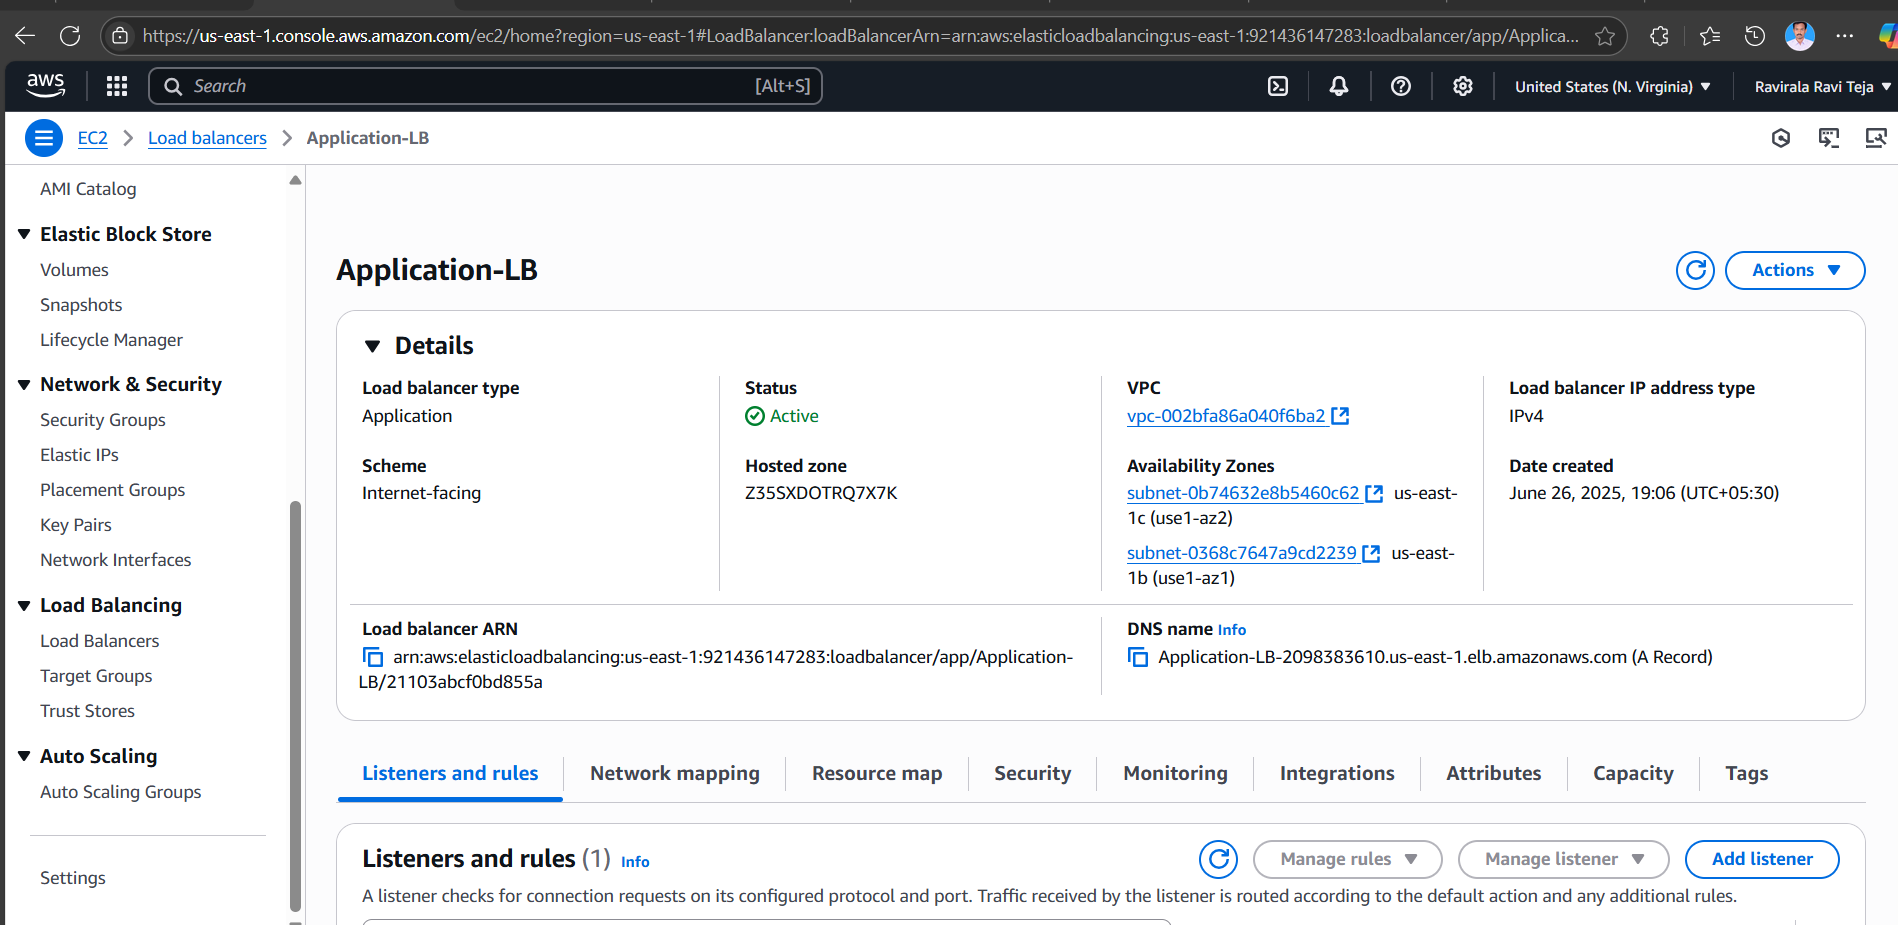 https://us-east-1.console.aws.amazon.com/ec2/home?region=us-east-1#LoadBalancer:loadBalancerArn=arn:aws:elasticloadbalancing:us-east-1:921436147283:loadbalancer/app/Applica...
aws
Search
[Alt+S]
United States (N. Virginia)
Ravirala Ravi Teja
EC2
Load balancers
Application-LB
AMI Catalog
Elastic Block Store
Volumes
Snapshots
Lifecycle Manager
Network & Security
Security Groups
Elastic IPs
Placement Groups
Key Pairs
Network Interfaces
Load Balancing
Load Balancers
Target Groups
Trust Stores
Auto Scaling
Auto Scaling Groups
Settings
Application-LB
Actions
Details
Load balancer type
Application
Status
Active
VPC
vpc-002bfa86a040f6ba2
Load balancer IP address type
IPv4
Scheme
Internet-facing
Hosted zone
Z35SXDOTRQ7X7K
Availability Zones
subnet-0b74632e8b5460c62 us-east-
1c (use1-az2)
subnet-0368c7647a9cd2239 us-east-
1b (use1-az1)
Date created
June 26, 2025, 19:06 (UTC+05:30)
Load balancer ARN
arn:aws:elasticloadbalancing:us-east-1:921436147283:loadbalancer/app/Application-
LB/21103abcf0bd855a
DNS name Info
Application-LB-2098383610.us-east-1.elb.amazonaws.com (A Record)
Listeners and rules
Network mapping
Resource map
Security
Monitoring
Integrations
Attributes
Capacity
Tags
Listeners and rules (1) Info
Manage rules
Manage listener
Add listener
A listener checks for connection requests on its configured protocol and port. Traffic received by the listener is routed according to the default action and any additional rules.